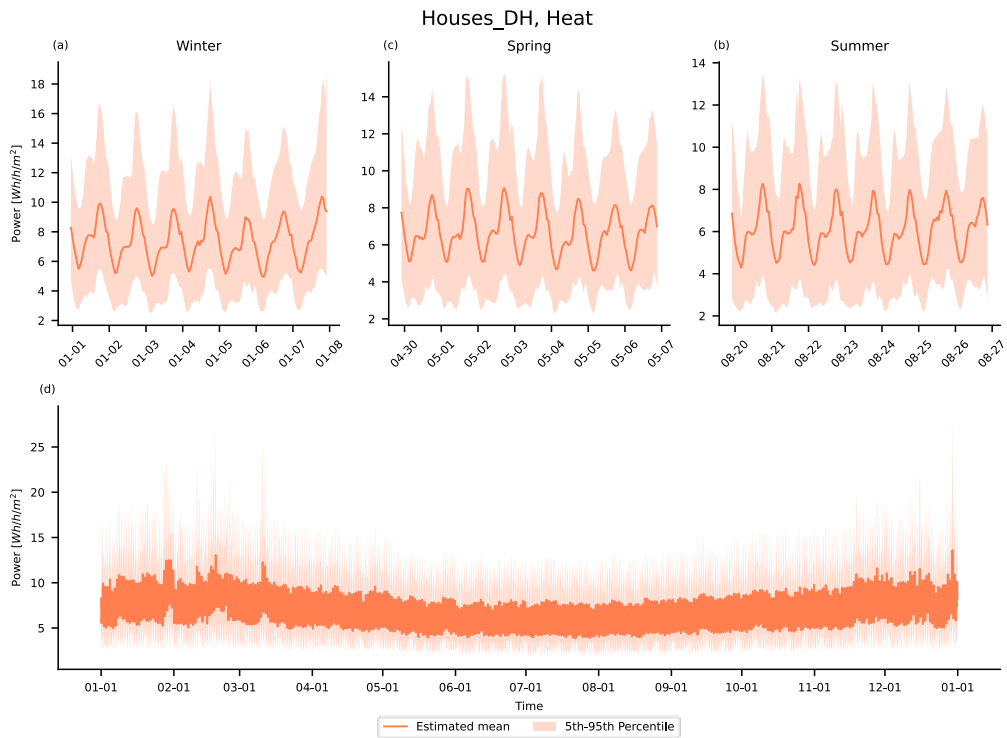 Houses_DH, Heat
(a) Winter (c) Spring (b) Summer
Power [Wh/h/m²]
18
16
14
12
10
8
6
4
2
01-01 01-02 01-03 01-04 01-05 01-06 01-07 01-08
14
12
10
8
6
4
2
04-30 05-01 05-02 05-03 05-04 05-05 05-06 05-07
14
12
10
8
6
4
2
08-20 08-21 08-22 08-23 08-24 08-25 08-26 08-27
(d)
Power [Wh/h/m²]
25
20
15
10
5
01-01 02-01 03-01 04-01 05-01 06-01 07-01 08-01 09-01 10-01 11-01 12-01 01-01
Time
Estimated mean 5th-95th Percentile